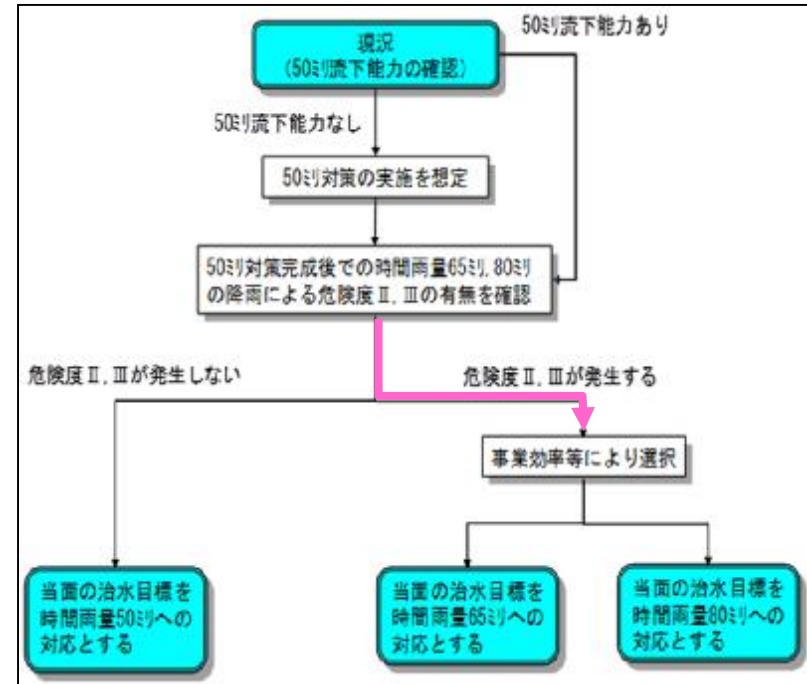 50ﾐﾘ流下能力あり
現況
(50ﾐﾘ流下能力の確認)
50ﾐﾘ流下能力なし
50ﾐﾘ対策の実施を想定
50ﾐﾘ対策完成後での時間雨量65ﾐﾘ,80ﾐﾘ
の降雨による危険度Ⅱ,Ⅲの有無を確認
危険度Ⅱ,Ⅲが発生しない
危険度Ⅱ,Ⅲが発生する
事業効率等により選択
当面の治水目標を
時間雨量50ﾐﾘへの
対応とする
当面の治水目標を
時間雨量65ﾐﾘへの
対応とする
当面の治水目標を
時間雨量80ﾐﾘへの
対応とする